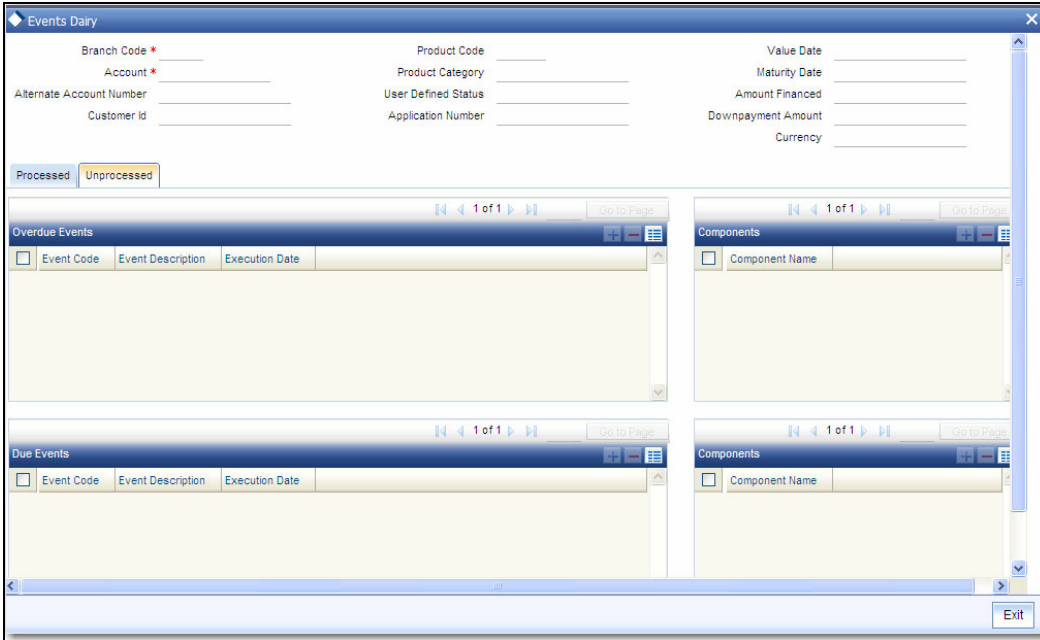 Events Dairy
Branch Code * Product Code Value Date
Account * Product Category Maturity Date
Alternate Account Number User Defined Status Amount Financed
Customer Id Application Number Downpayment Amount
Currency
Processed Unprocessed
1 of 1 Go to Page 1 of 1 Go to Page
Overdue Events Components
Event Code Event Description Execution Date Component Name
1 of 1 Go to Page 1 of 1 Go to Page
Due Events Components
Event Code Event Description Execution Date Component Name
Exit